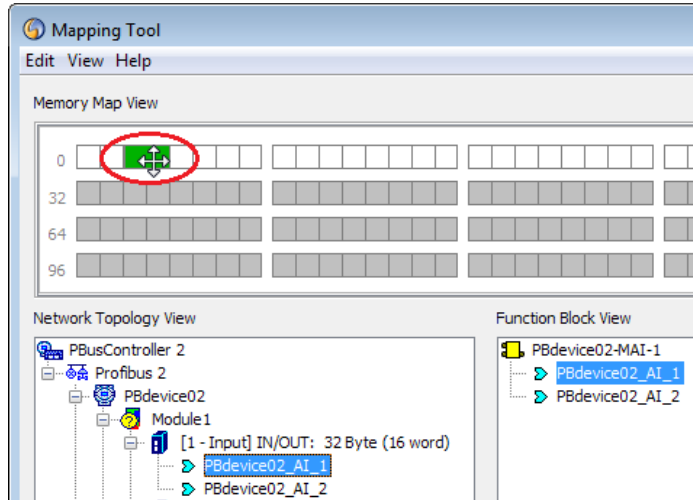 Mapping Tool
Edit View Help
Memory Map View
0
32
64
96
Network Topology View
PBusController 2
Profibus 2
PBdevice02
Module1
[1 - Input] IN/OUT: 32 Byte (16 word)
PBdevice02_AI_1
PBdevice02_AI_2
Function Block View
PBdevice02-MAI-1
PBdevice02_AI_1
PBdevice02_AI_2